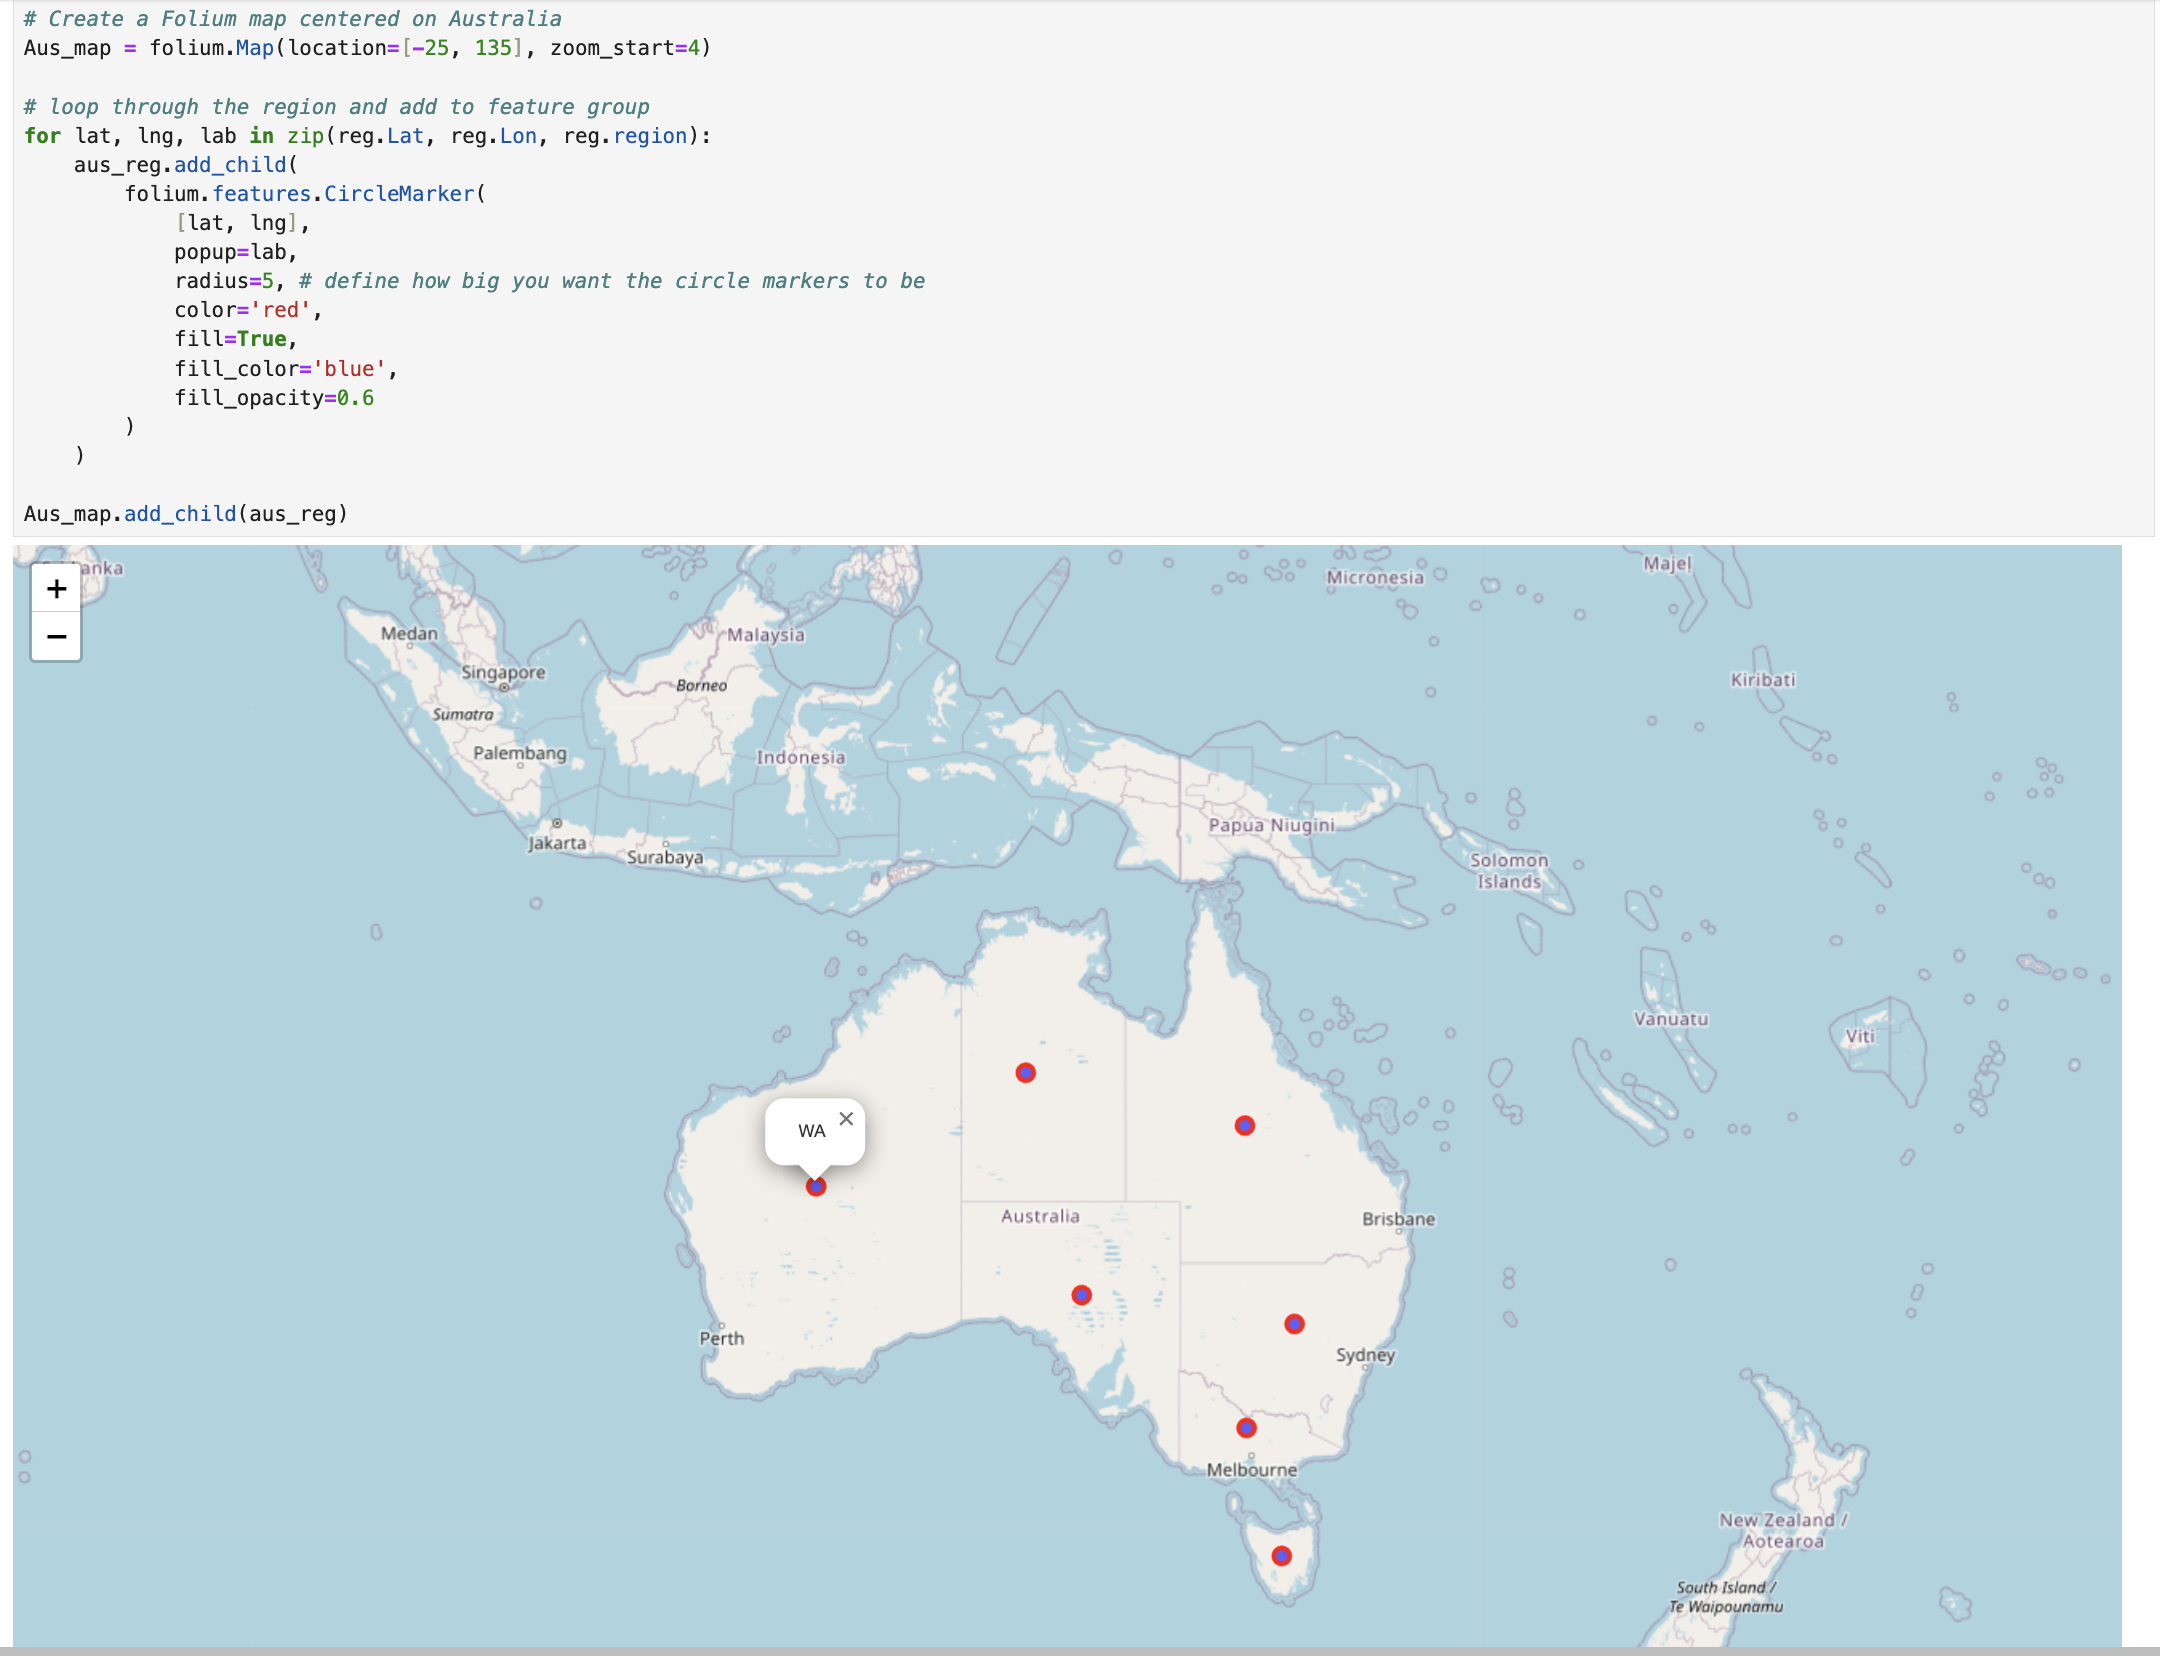 # Create a Folium map centered on Australia
Aus_map = folium.Map(location=[-25, 135], zoom_start=4)
# loop through the region and add to feature group
for lat, lng, lab in zip(reg.Lat, reg.Lon, reg.region):
    aus_reg.add_child(
        folium.features.CircleMarker(
            [lat, lng],
            popup=lab,
            radius=5, # define how big you want the circle markers to be
            color='red',
            fill=True,
            fill_color='blue',
            fill_opacity=0.6
        )
    )
Aus_map.add_child(aus_reg)
+
−
anka
Micronesia
Majel
Medan
Malaysia
Singapore
Borneo
Kiribati
Sumatra
Palembang
Indonesia
Papua Niugini
Jakarta
Surabaya
Solomon
Islands
Vanuatu
Viti
WA ×
Australia
Brisbane
Perth
Sydney
Melbourne
New Zealand /
Aotearoa
South Island /
Te Waipounamu